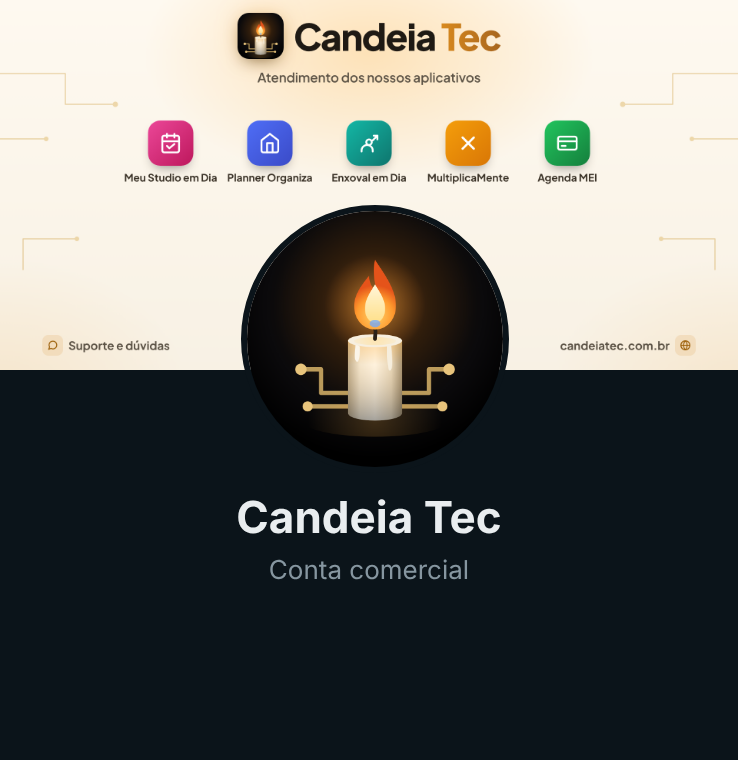 Candeia Tec
Atendimento dos nossos aplicativos
Meu Studio em Dia
Planner Organiza
Enxoval em Dia
MultiplicaMente
Agenda MEI
Suporte e dúvidas
candeiatec.com.br
Candeia Tec
Conta comercial